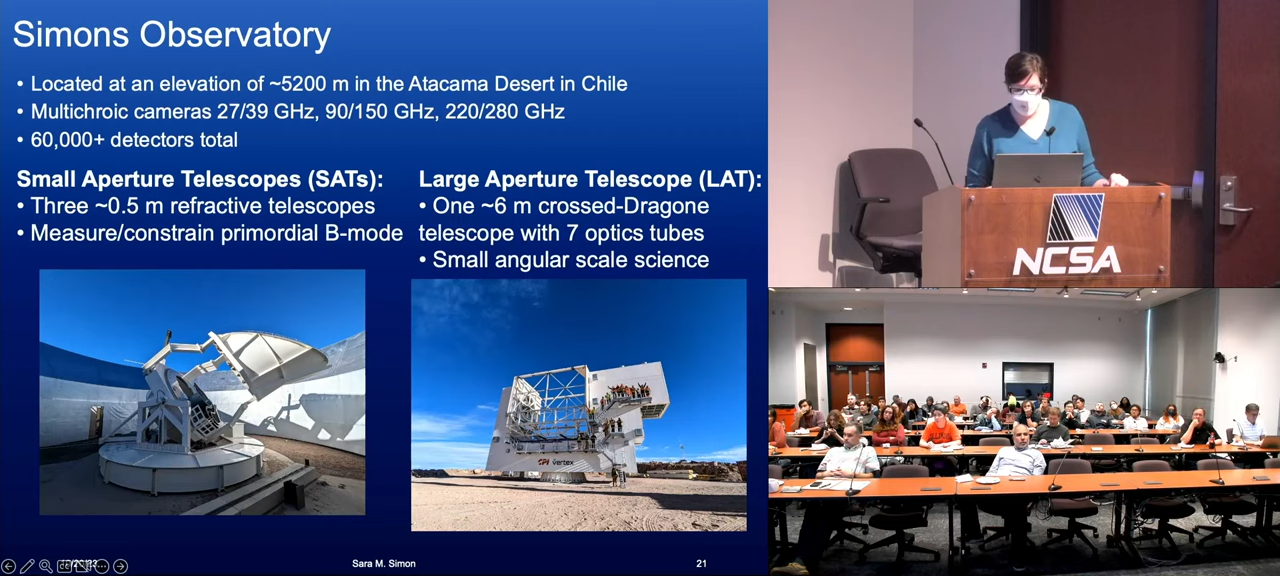 Simons Observatory
• Located at an elevation of ~5200 m in the Atacama Desert in Chile
• Multichroic cameras 27/39 GHz, 90/150 GHz, 220/280 GHz
• 60,000+ detectors total
Small Aperture Telescopes (SATs):
• Three ~0.5 m refractive telescopes
• Measure/constrain primordial B-mode
Large Aperture Telescope (LAT):
• One ~6 m crossed-Dragone
telescope with 7 optics tubes
• Small angular scale science
CPI vertex
Sara M. Simon
21
NCSA